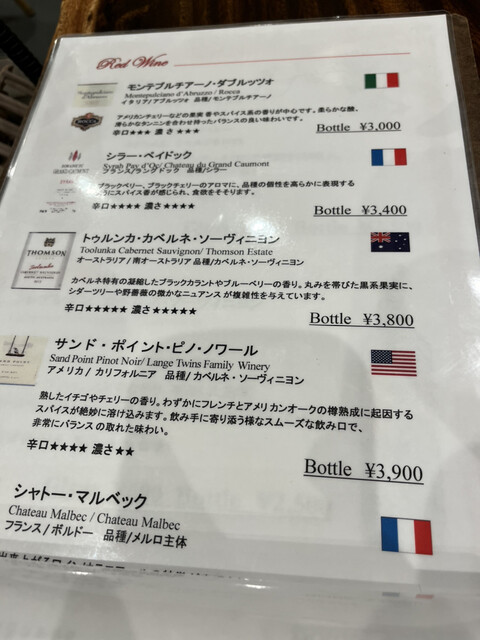 Red Wine
モンテプルチアーノ・ダブルッツォ
Montepulciano d'Abruzzo / Rocca
イタリア/アブルッツォ 品種/モンテプルチアーノ
アメリカンチェリーなどの果実香やスパイス系の香りが中心です。柔らかな酸、
滑らかなタンニンを合わせ持ったバランスの良い味わいです。
辛口★★★ 濃さ ★★★
Bottle ¥3,000
シラー・ペイドック
Syrah Pay d'Oc/ Chateau du Grand Caumont
フランス/ラングドック 品種/シラー
ブラックベリー、ブラックチェリーのアロマに、品種の個性を高らかに表現する
ようにスパイス香が感じられ、食欲をそそります。
辛口★★★★ 濃さ★★★★
Bottle ¥3,400
THOMSON
トゥルンカ・カベルネ・ソーヴィニヨン
Toolunka Cabernet Sauvignon/ Thomson Estate
オーストラリア/南オーストラリア 品種/カベルネ・ソーヴィニヨン
カベルネ特有の凝縮したブラックカラントやブルーベリーの香り。丸みを帯びた黒系果実に、
シダーツリーや野薔薇の微かなニュアンス が複雑性を与えています。
辛口★★★★★ 濃さ★★★★★
Bottle ¥3,800
サンド・ ポイント・ピノ・ノワール
Sand Point Pinot Noir/ Lange Twins Family Winery
アメリカ/ カリフォルニア 品種/ カベルネ・ソーヴィニヨン
熟したイチゴやチェリーの香り。わずかにフレンチとアメリカンオークの樽熟成に起因する
スパイスが絶妙に溶け込みます。飲み手に寄り添う様なスムーズな飲み口で、
非常にバランス の取れた味わい。
辛口★★★★ 濃さ★★
Bottle ¥3,900
シャトー・マルベック
Chateau Malbec / Chateau Malbec
フランス/ ボルドー 品種/メルロ主体